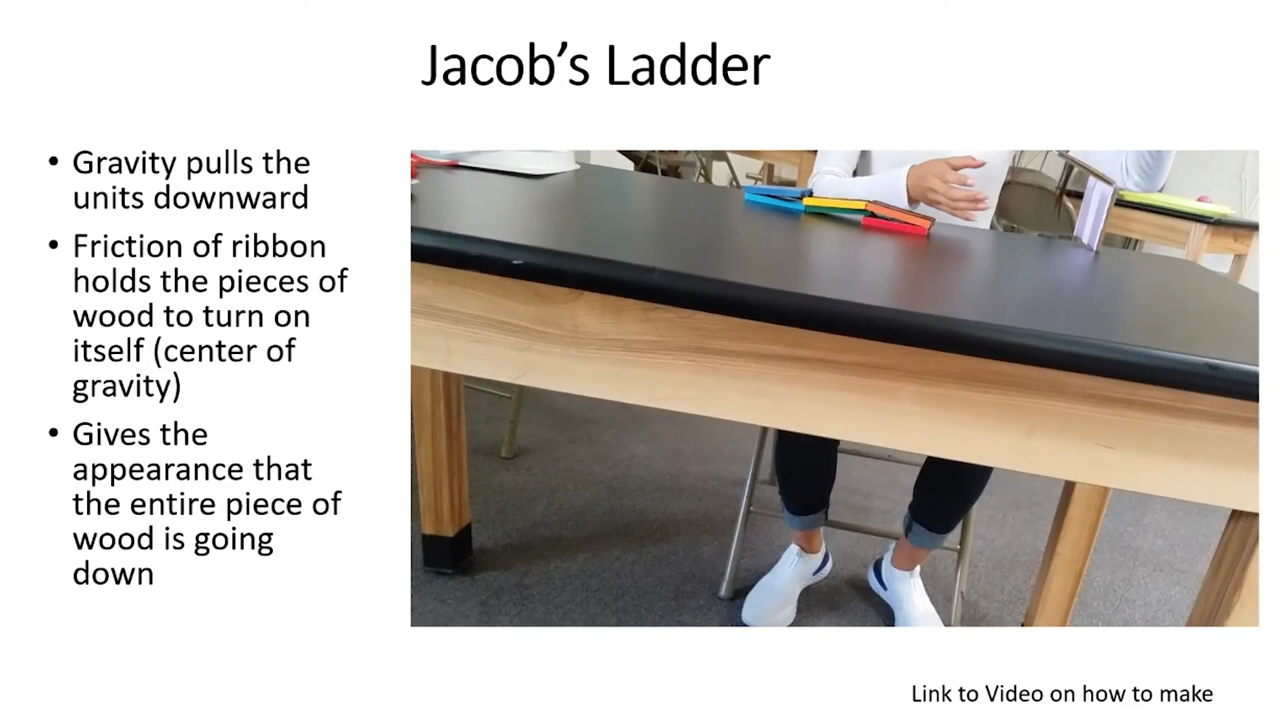 Jacob's Ladder
• Gravity pulls the
units downward
• Friction of ribbon
holds the pieces of
wood to turn on
itself (center of
gravity)
• Gives the
appearance that
the entire piece of
wood is going
down
Link to Video on how to make